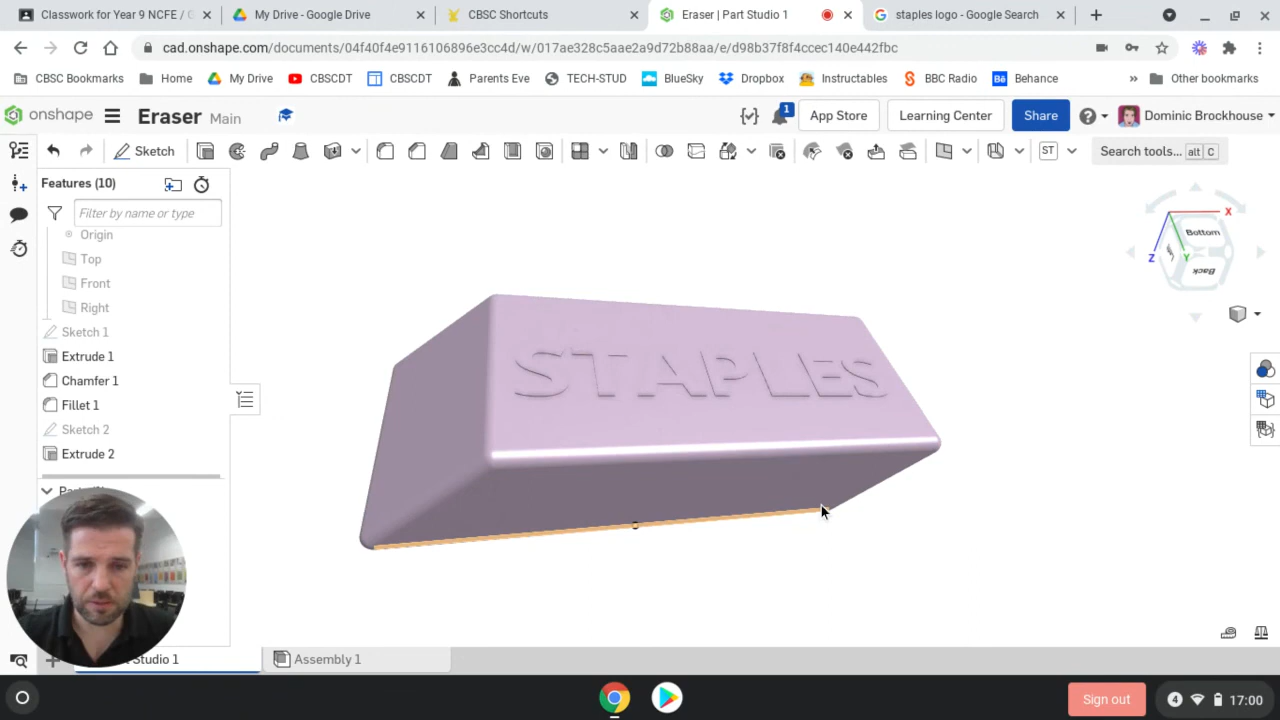 Classwork for Year 9 NCFE / G
My Drive - Google Drive
CBSC Shortcuts
Eraser | Part Studio 1
staples logo - Google Search
cad.onshape.com/documents/04f40f4e9116106896e3cc4d/w/017ae328c5aae2a9d72b88aa/e/d98b37f8f4ccec140e442fbc
CBSC Bookmarks
Home
My Drive
CBSCDT
CBSCDT
Parents Eve
TECH-STUD
BlueSky
Dropbox
Instructables
BBC Radio
Behance
Other bookmarks
onshape
Eraser Main
1
App Store
Learning Center
Share
Dominic Brockhouse
Sketch
ST
Search tools... alt C
Features (10)
Filter by name or type
Origin
Top
Front
Right
Sketch 1
Extrude 1
Chamfer 1
Fillet 1
Sketch 2
Extrude 2
STAPLES
X
Bottom
Z
Y
Back
t Studio 1
Assembly 1
Sign out
4
17:00